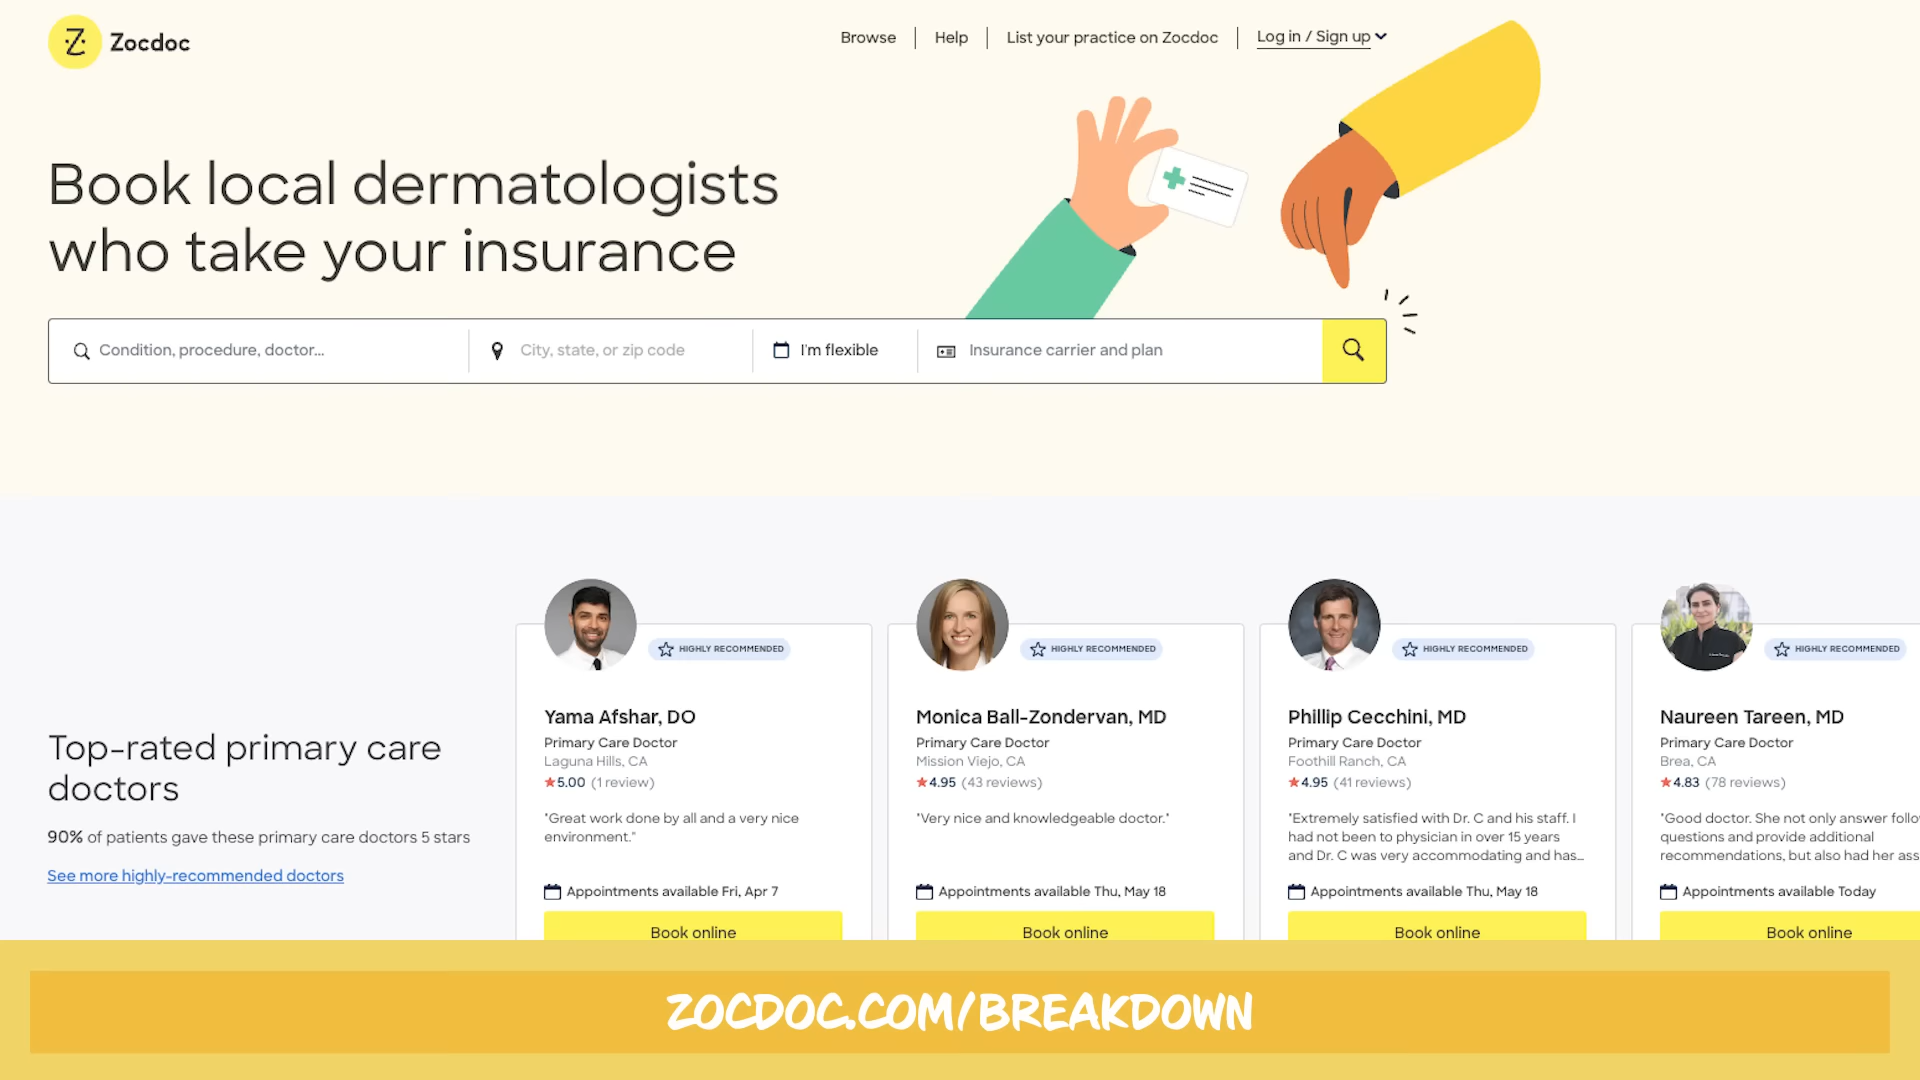 Zocdoc
Browse
Help
List your practice on Zocdoc
Log in / Sign up
Book local dermatologists
who take your insurance
Condition, procedure, doctor...
City, state, or zip code
I'm flexible
Insurance carrier and plan
Top-rated primary care
doctors
90% of patients gave these primary care doctors 5 stars
See more highly-recommended doctors
HIGHLY RECOMMENDED
Yama Afshar, DO
Primary Care Doctor
Laguna Hills, CA
5.00 (1 review)
"Great work done by all and a very nice
environment."
Appointments available Fri, Apr 7
Book online
HIGHLY RECOMMENDED
Monica Ball-Zondervan, MD
Primary Care Doctor
Mission Viejo, CA
4.95 (43 reviews)
"Very nice and knowledgeable doctor."
Appointments available Thu, May 18
Book online
HIGHLY RECOMMENDED
Phillip Cecchini, MD
Primary Care Doctor
Foothill Ranch, CA
4.95 (41 reviews)
"Extremely satisfied with Dr. C and his staff. I
had not been to physician in over 15 years
and Dr. C was very accommodating and has...
Appointments available Thu, May 18
Book online
HIGHLY RECOMMENDED
Naureen Tareen, MD
Primary Care Doctor
Brea, CA
4.83 (78 reviews)
"Good doctor. She not only answer
questions and provide additional
recommendations, but also had her
Appointments available Today
Book online
ZOCDOC.COM/BREAKDOWN